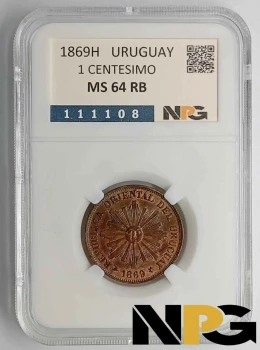 1869H URUGUAY
1 CENTESIMO
MS 64 RB
111108 NPG
REPUBLICA ORIENTAL DEL URUGUAY
1869
NPG